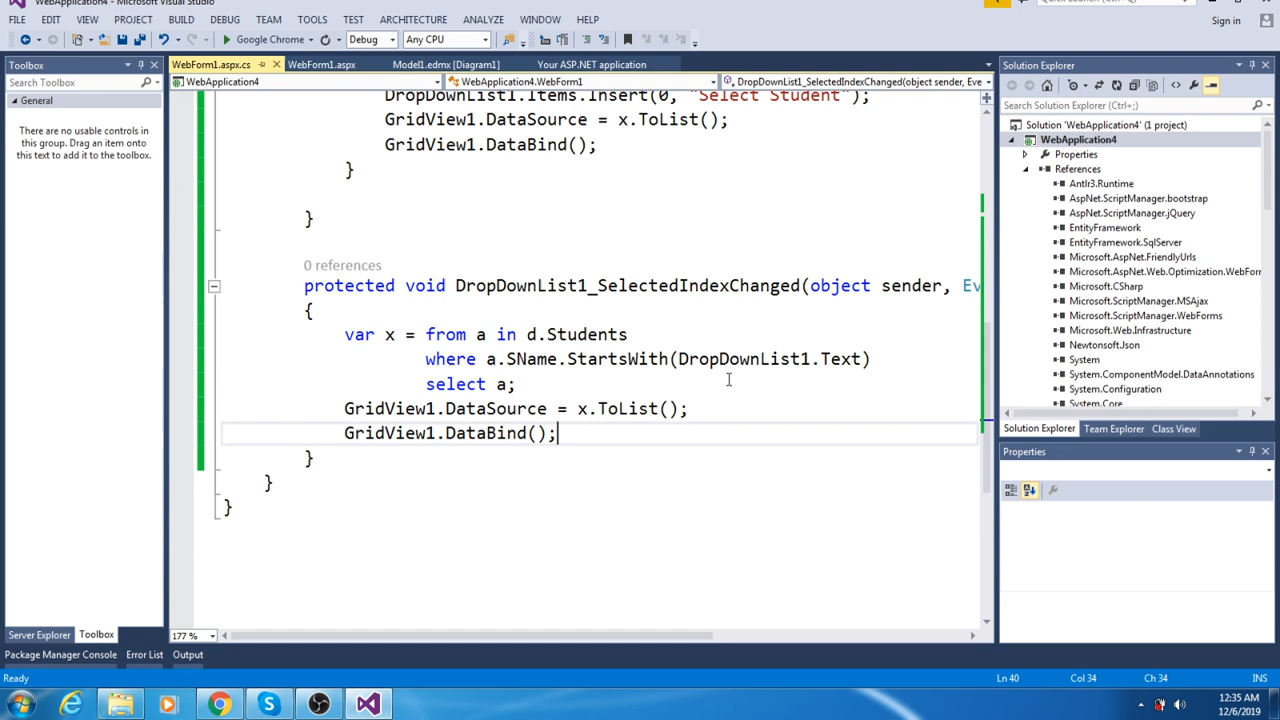 WebApplication4 - Microsoft Visual Studio
Quick Launch (Ctrl+Q)
FILE EDIT VIEW PROJECT BUILD DEBUG TEAM TOOLS TEST ARCHITECTURE ANALYZE WINDOW HELP
Sign in
Google Chrome Debug Any CPU
Toolbox
Search Toolbox
General
There are no usable controls in
this group. Drag an item onto
this text to add it to the toolbox.
WebForm1.aspx.cs WebForm1.aspx Model1.edmx [Diagram1] Your ASP.NET application
WebApplication4 WebApplication4.WebForm1 DropDownList1_SelectedIndexChanged(object sender, Eve
DropDownList1.Items.Insert(0, "Select Student");
GridView1.DataSource = x.ToList();
GridView1.DataBind();
}
}
0 references
protected void DropDownList1_SelectedIndexChanged(object sender, Ev
{
var x = from a in d.Students
where a.SName.StartsWith(DropDownList1.Text)
select a;
GridView1.DataSource = x.ToList();
GridView1.DataBind();
}
}
}
177 %
Solution Explorer
Search Solution Explorer (Ctrl+;)
Solution 'WebApplication4' (1 project)
WebApplication4
Properties
References
Antlr3.Runtime
AspNet.ScriptManager.bootstrap
AspNet.ScriptManager.jQuery
EntityFramework
EntityFramework.SqlServer
Microsoft.AspNet.FriendlyUrls
Microsoft.AspNet.Web.Optimization.WebForm
Microsoft.CSharp
Microsoft.ScriptManager.MSAjax
Microsoft.ScriptManager.WebForms
Microsoft.Web.Infrastructure
Newtonsoft.Json
System
System.ComponentModel.DataAnnotations
System.Configuration
System.Core
Solution Explorer Team Explorer Class View
Properties
Server Explorer Toolbox
Package Manager Console Error List Output
Ready Ln 40 Col 34 Ch 34 INS
12:35 AM
12/6/2019